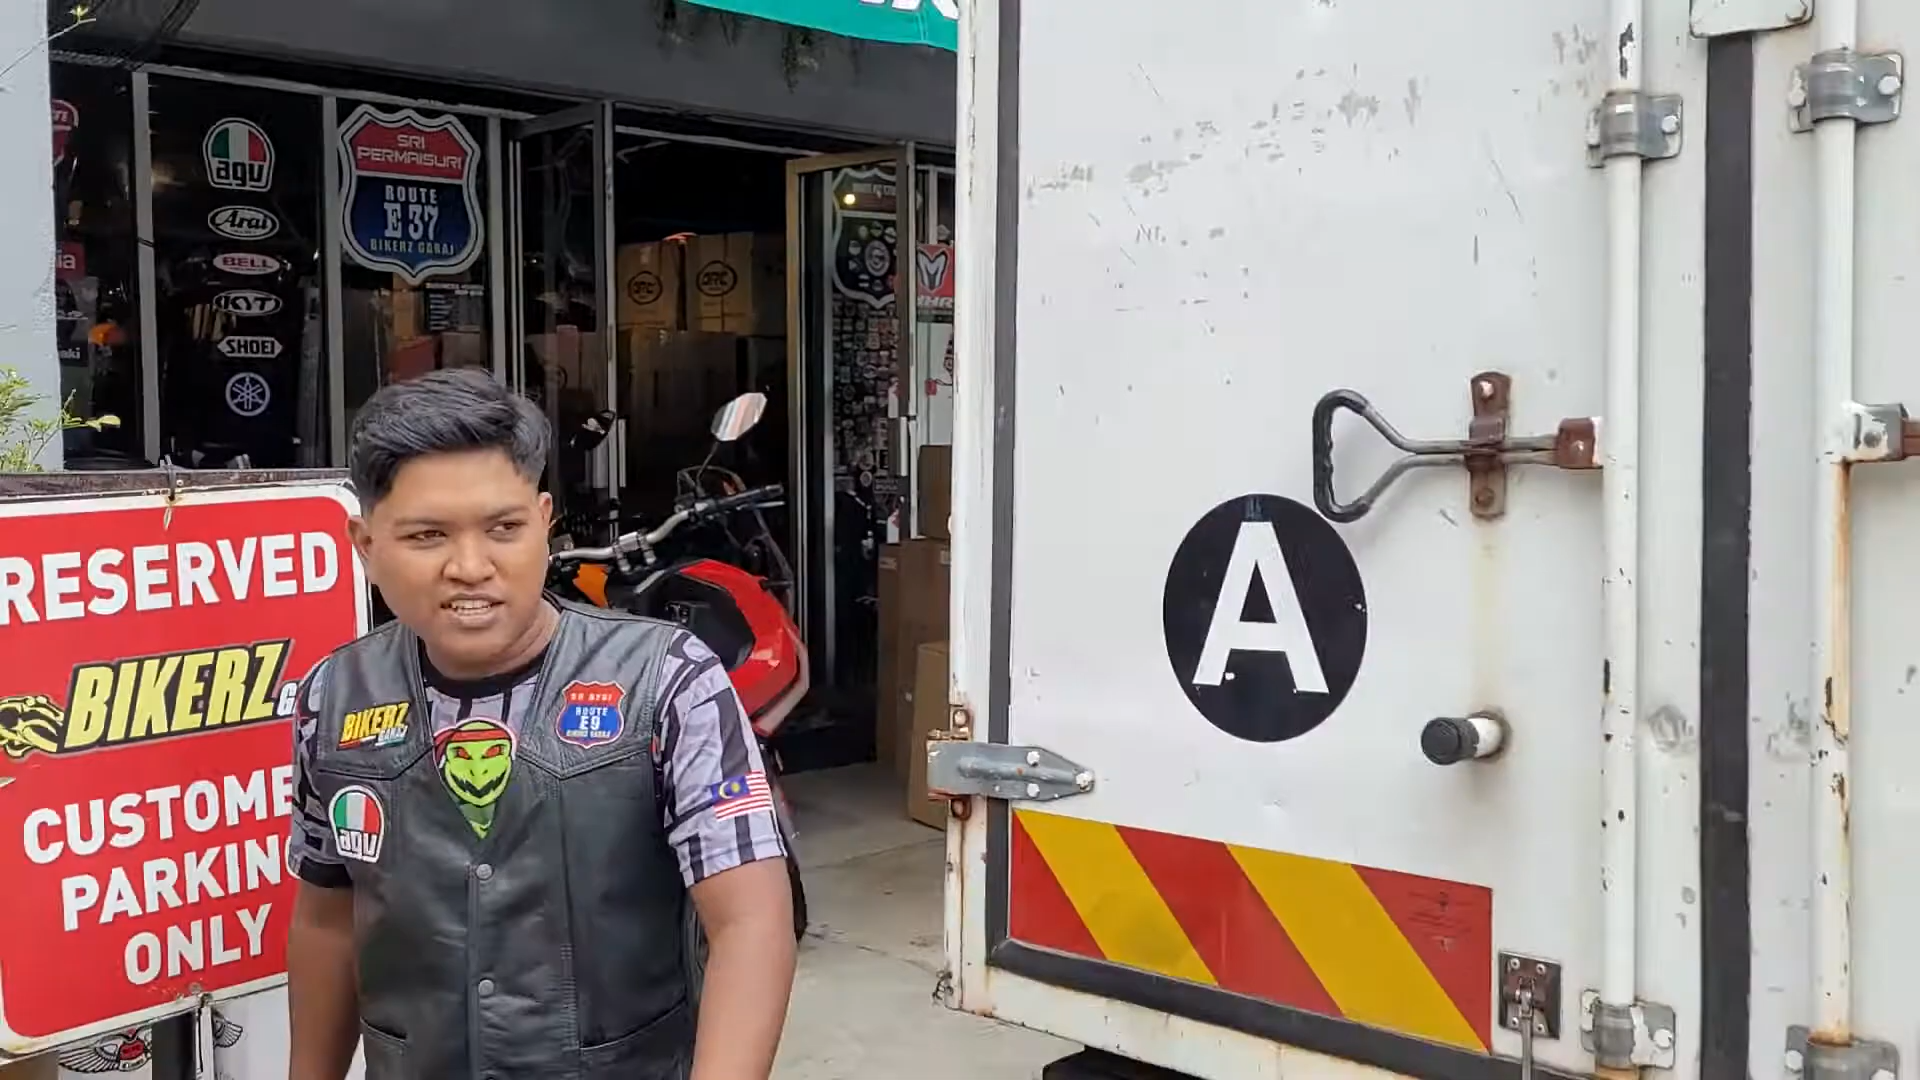 agv
Arai
BELL
KYT
SHOEI
SRI
PERMAISURI
ROUTE
E37
BIKERZ GARAJ
RESERVED
BIKERZ
CUSTOME
PARKING
ONLY
BIKERZ
ROUTE
E9
agv
A